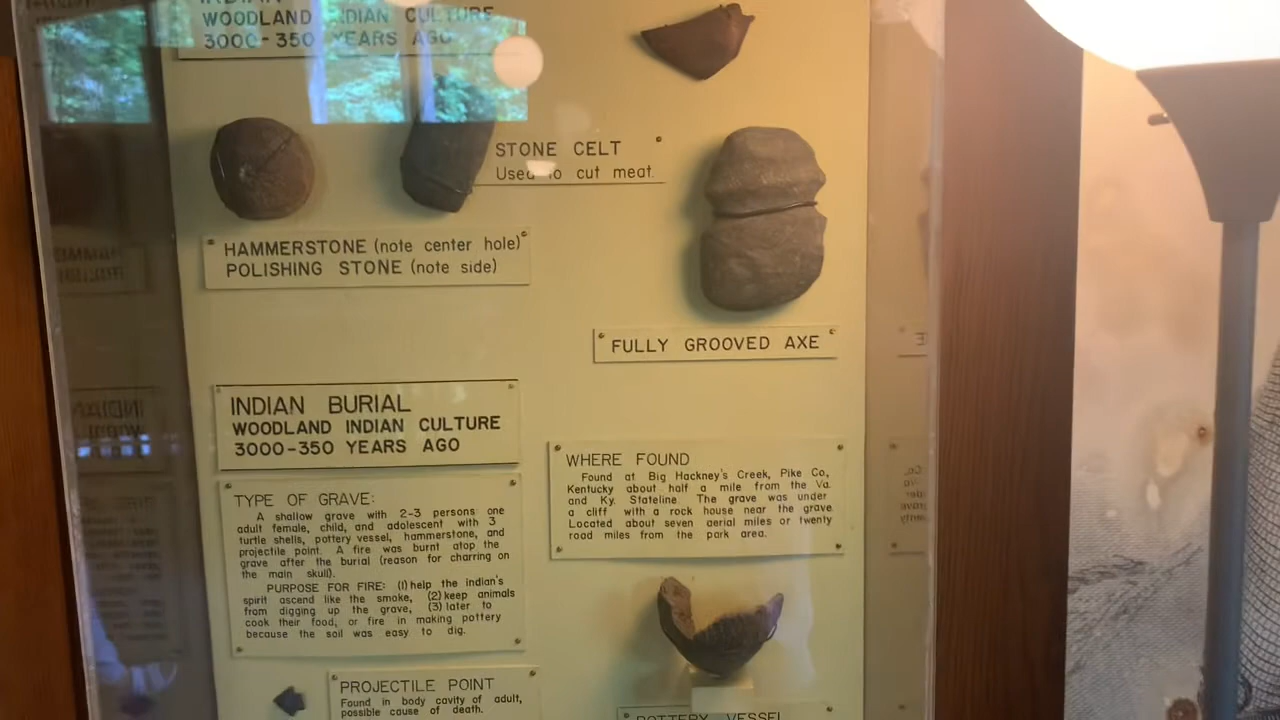 INDIAN
WOODLAND INDIAN CULTURE
3000-350 YEARS AGO
STONE CELT
Used to cut meat.
HAMMERSTONE (note center hole)
POLISHING STONE (note side)
FULLY GROOVED AXE
INDIAN BURIAL
WOODLAND INDIAN CULTURE
3000-350 YEARS AGO
WHERE FOUND
Found at Big Hackney's Creek, Pike Co,
Kentucky about half a mile from the Va.
and Ky. Stateline. The grave was under
a cliff with a rock house near the grave.
Located about seven aerial miles or twenty
road miles from the park area.
TYPE OF GRAVE:
A shallow grave with 2-3 persons one
adult female, child, and adolescent with 3
turtle shells, pottery vessel, hammerstone, and
projectile point. A fire was burnt atop the
grave after the burial (reason for charring on
the main skull).
PURPOSE FOR FIRE: (1) help the indian's
spirit ascend like the smoke, (2) keep animals
from digging up the grave, (3) later to
cook their food, or fire in making pottery
because the soil was easy to dig.
PROJECTILE POINT
Found in body cavity of adult,
possible cause of death.
POTTERY VESSEL